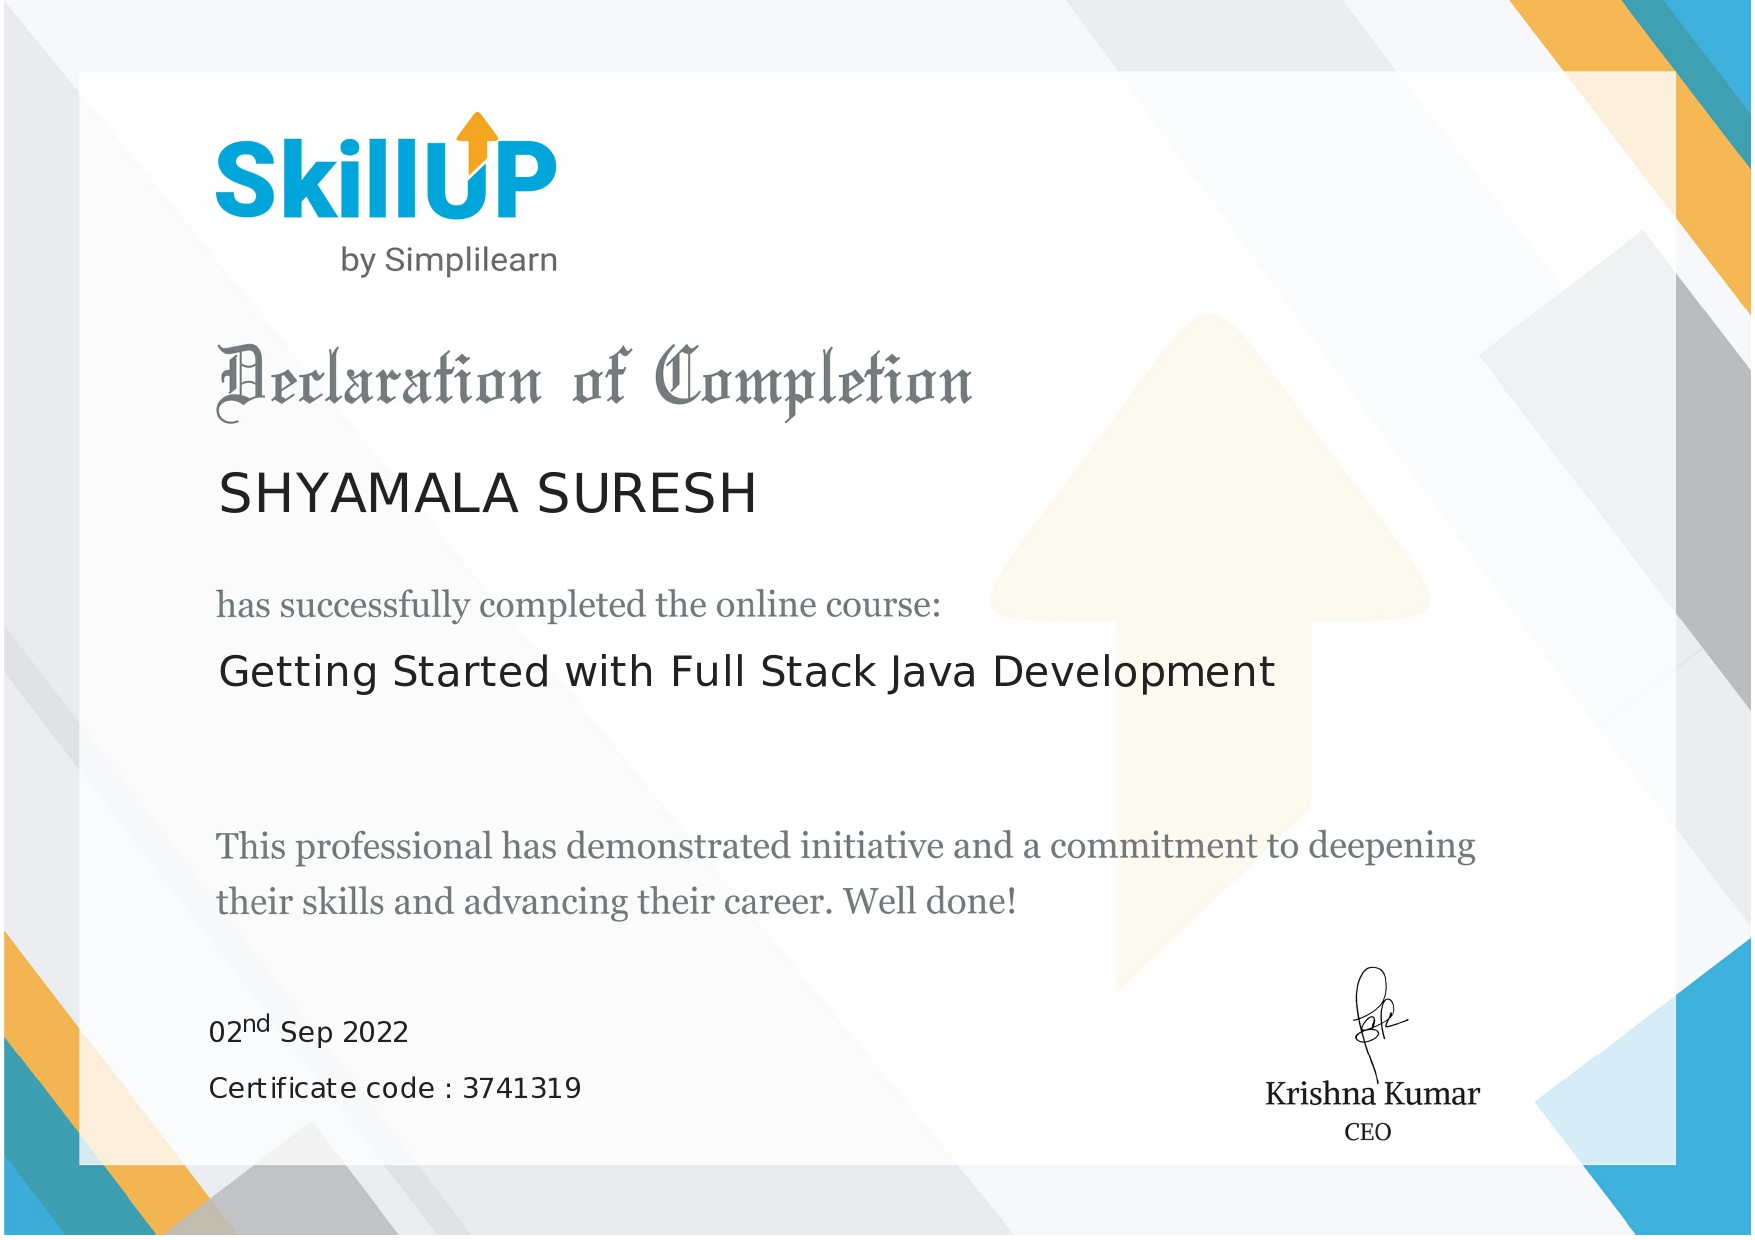 SkillUP
by Simplilearn
Declaration of Completion
SHYAMALA SURESH
has successfully completed the online course:
Getting Started with Full Stack Java Development
This professional has demonstrated initiative and a commitment to deepening
their skills and advancing their career. Well done!
02nd Sep 2022
Certificate code : 3741319
Krishna Kumar
CEO